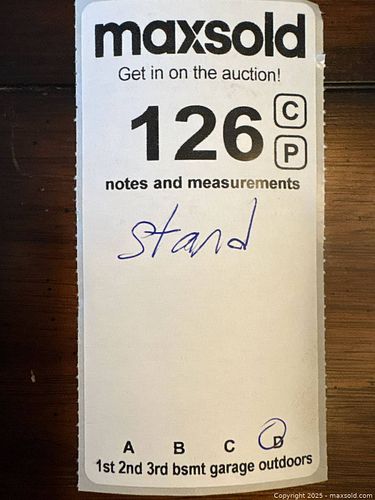 maxsold
Get in on the auction!
126 C
P
notes and measurements
stand
A B C D
1st 2nd 3rd bsmt garage outdoors
Copyright 2025 - maxsold.com